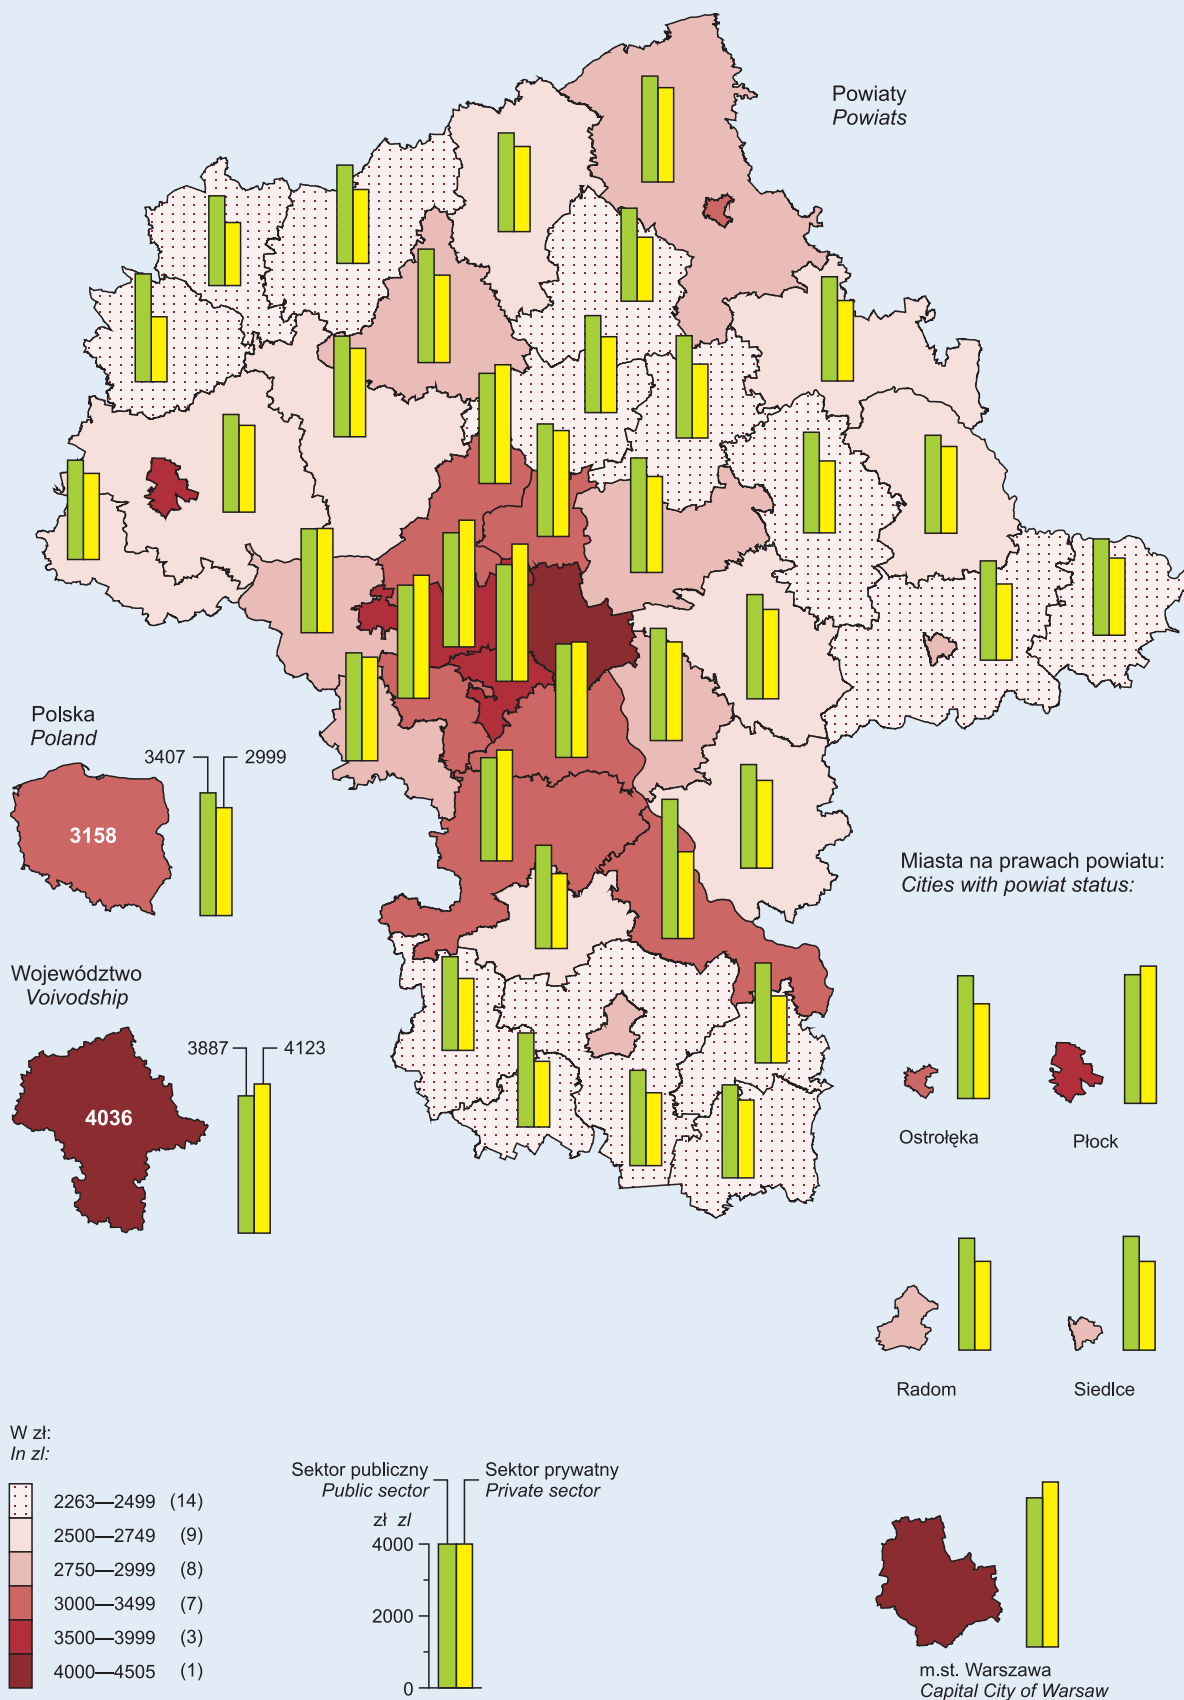 Powiaty
Powiats
Polska
Poland
3407
2999
3158
Województwo
Voivodship
3887
4123
4036
Miasta na prawach powiatu:
Cities with powiat status:
Ostrołęka
Płock
Radom
Siedlce
W zł:
In zl:
2263—2499 (14)
2500—2749 (9)
2750—2999 (8)
3000—3499 (7)
3500—3999 (3)
4000—4505 (1)
Sektor publiczny
Public sector
Sektor prywatny
Private sector
zł zl
4000
2000
0
m.st. Warszawa
Capital City of Warsaw